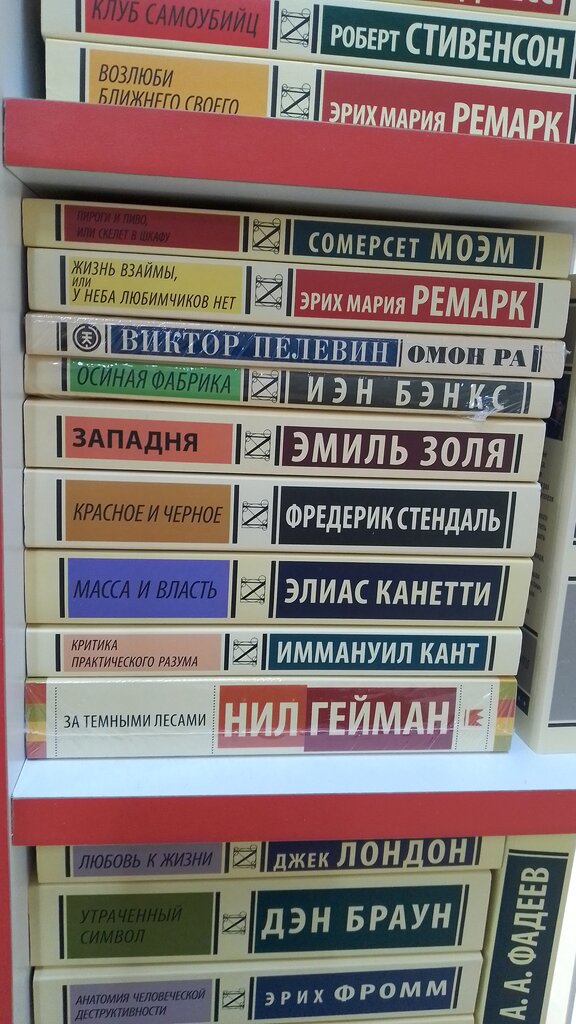 КЛУБ САМОУБИЙЦ
РОБЕРТ СТИВЕНСОН
ВОЗЛЮБИ
БЛИЖНЕГО СВОЕГО
ЭРИХ МАРИЯ РЕМАРК
ПИРОГИ И ПИВО,
ИЛИ СКЕЛЕТ В ШКАФУ
СОМЕРСЕТ МОЭМ
ЖИЗНЬ ВЗАЙМЫ,
ИЛИ
У НЕБА ЛЮБИМЧИКОВ НЕТ
ЭРИХ МАРИЯ РЕМАРК
ВИКТОР ПЕЛЕВИН
ОМОН РА
ОСИНАЯ ФАБРИКА
ИЭН БЭНКС
ЗАПАДНЯ
ЭМИЛЬ ЗОЛЯ
КРАСНОЕ И ЧЕРНОЕ
ФРЕДЕРИК СТЕНДАЛЬ
МАССА И ВЛАСТЬ
ЭЛИАС КАНЕТТИ
КРИТИКА
ПРАКТИЧЕСКОГО РАЗУМА
ИММАНУИЛ КАНТ
ЗА ТЕМНЫМИ ЛЕСАМИ
НИЛ ГЕЙМАН
ЛЮБОВЬ К ЖИЗНИ
ДЖЕК ЛОНДОН
УТРАЧЕННЫЙ
СИМВОЛ
ДЭН БРАУН
АНАТОМИЯ ЧЕЛОВЕЧЕСКОЙ
ДЕСТРУКТИВНОСТИ
ЭРИХ ФРОММ
А. А. ФАДЕЕВ